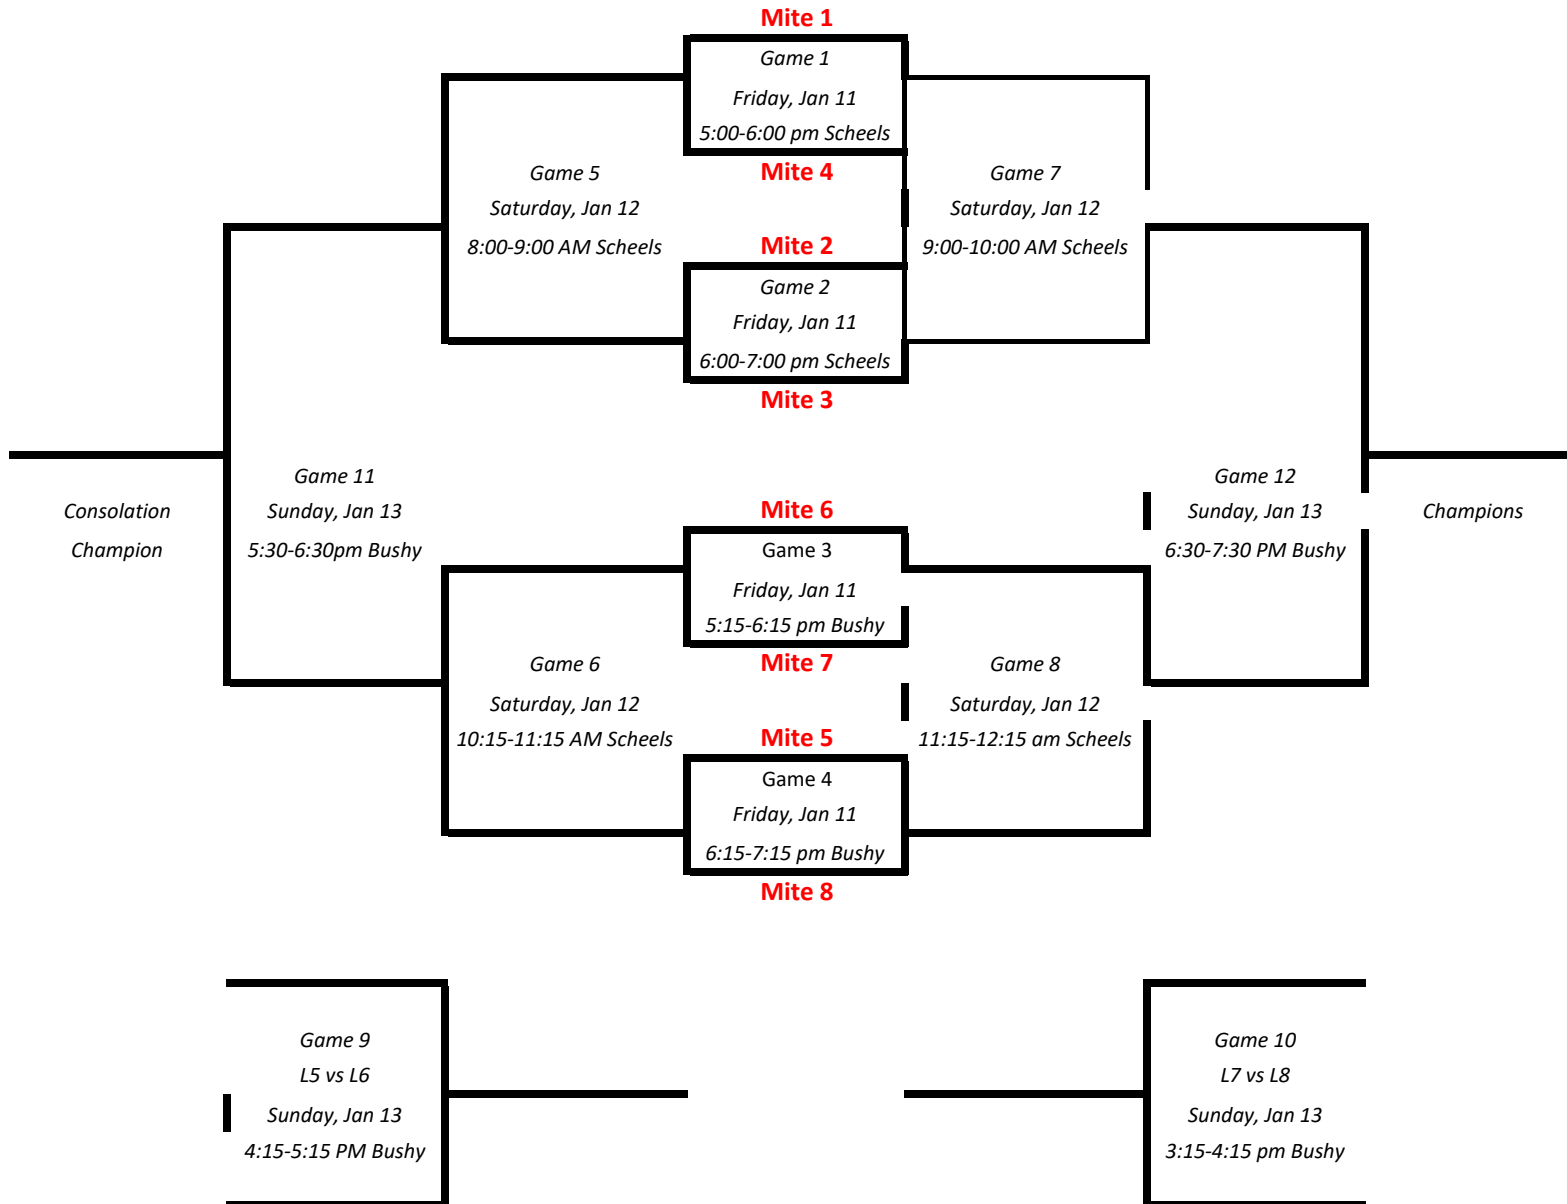 Mite 1
Game 1
Friday, Jan 11
5:00-6:00 pm Scheels
Mite 4
Game 5
Saturday, Jan 12
8:00-9:00 AM Scheels
Game 7
Saturday, Jan 12
9:00-10:00 AM Scheels
Mite 2
Game 2
Friday, Jan 11
6:00-7:00 pm Scheels
Mite 3
Consolation
Champion
Game 11
Sunday, Jan 13
5:30-6:30pm Bushy
Game 12
Sunday, Jan 13
6:30-7:30 PM Bushy
Champions
Mite 6
Game 3
Friday, Jan 11
5:15-6:15 pm Bushy
Mite 7
Game 6
Saturday, Jan 12
10:15-11:15 AM Scheels
Game 8
Saturday, Jan 12
11:15-12:15 am Scheels
Mite 5
Game 4
Friday, Jan 11
6:15-7:15 pm Bushy
Mite 8
Game 9
L5 vs L6
Sunday, Jan 13
4:15-5:15 PM Bushy
Game 10
L7 vs L8
Sunday, Jan 13
3:15-4:15 pm Bushy